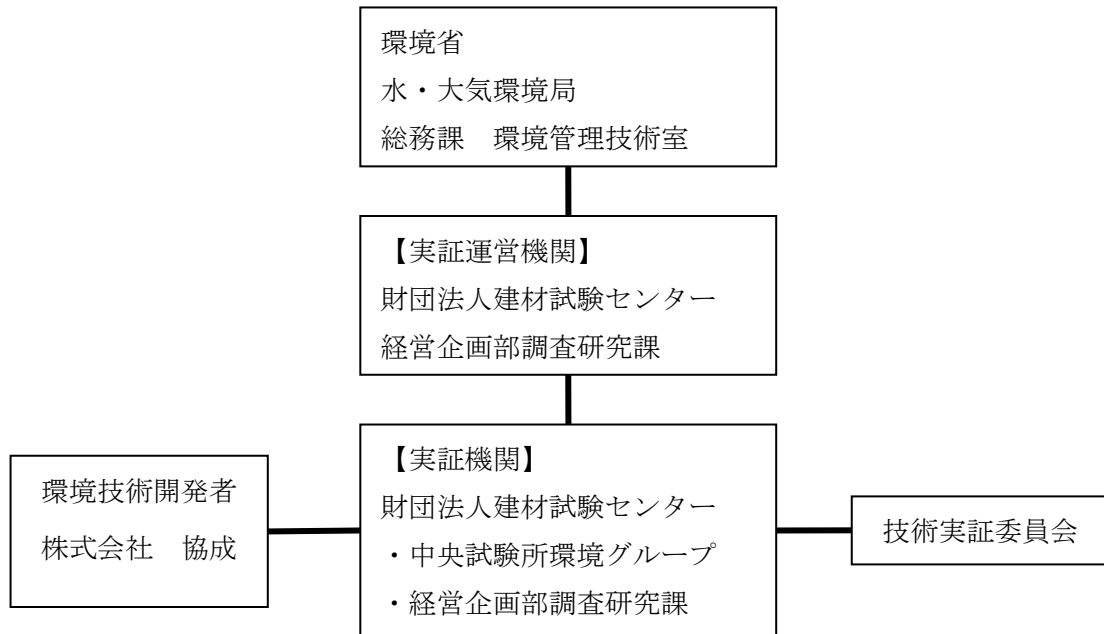 環境省
水・大気環境局
総務課　環境管理技術室
【実証運営機関】
財団法人建材試験センター
経営企画部調査研究課
環境技術開発者
株式会社　協成
【実証機関】
財団法人建材試験センター
・中央試験所環境グループ
・経営企画部調査研究課
技術実証委員会